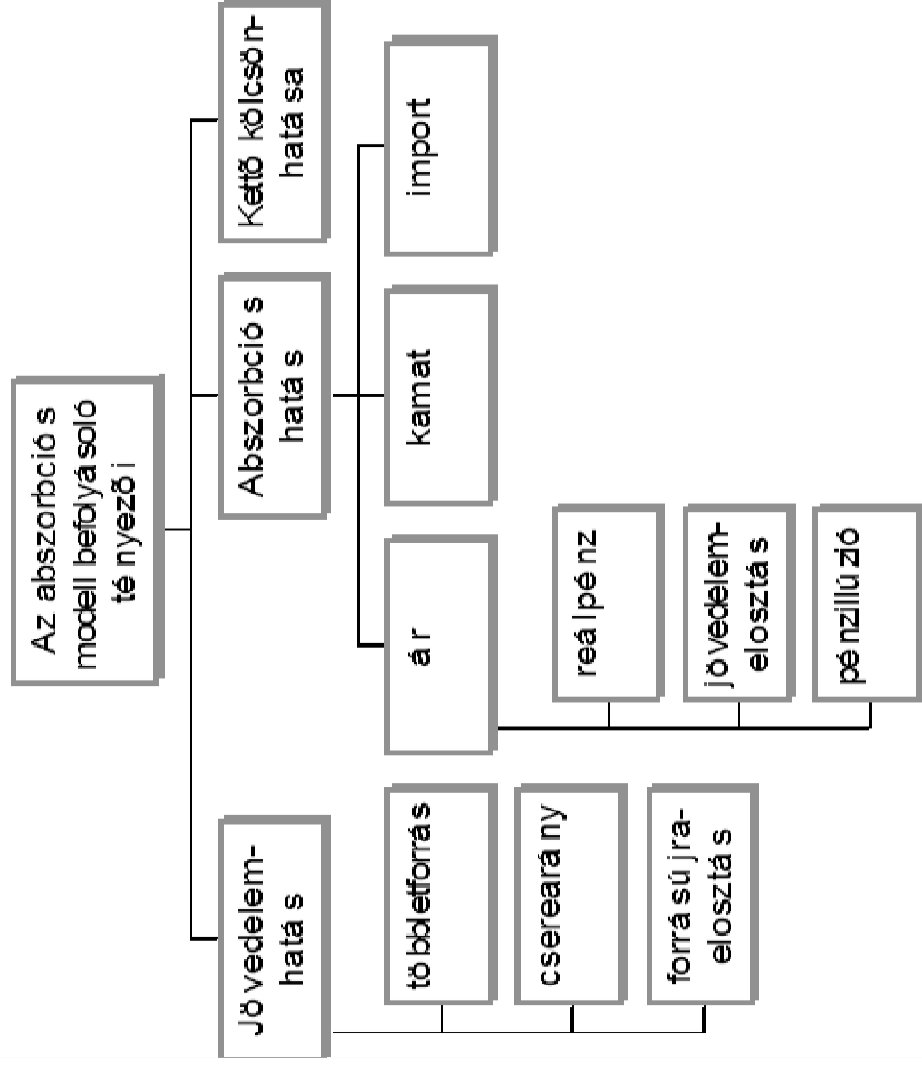 Az abszorbciós
modell befolyásoló
tényezői
Jövedelem-
hatás
Abszorbciós
hatás
Kettő kölcsön-
hatása
többletforrás
cserearány
forrásújra-
elosztás
ár
kamat
import
reálpénz
jövedelem-
elosztás
pénzillúzió